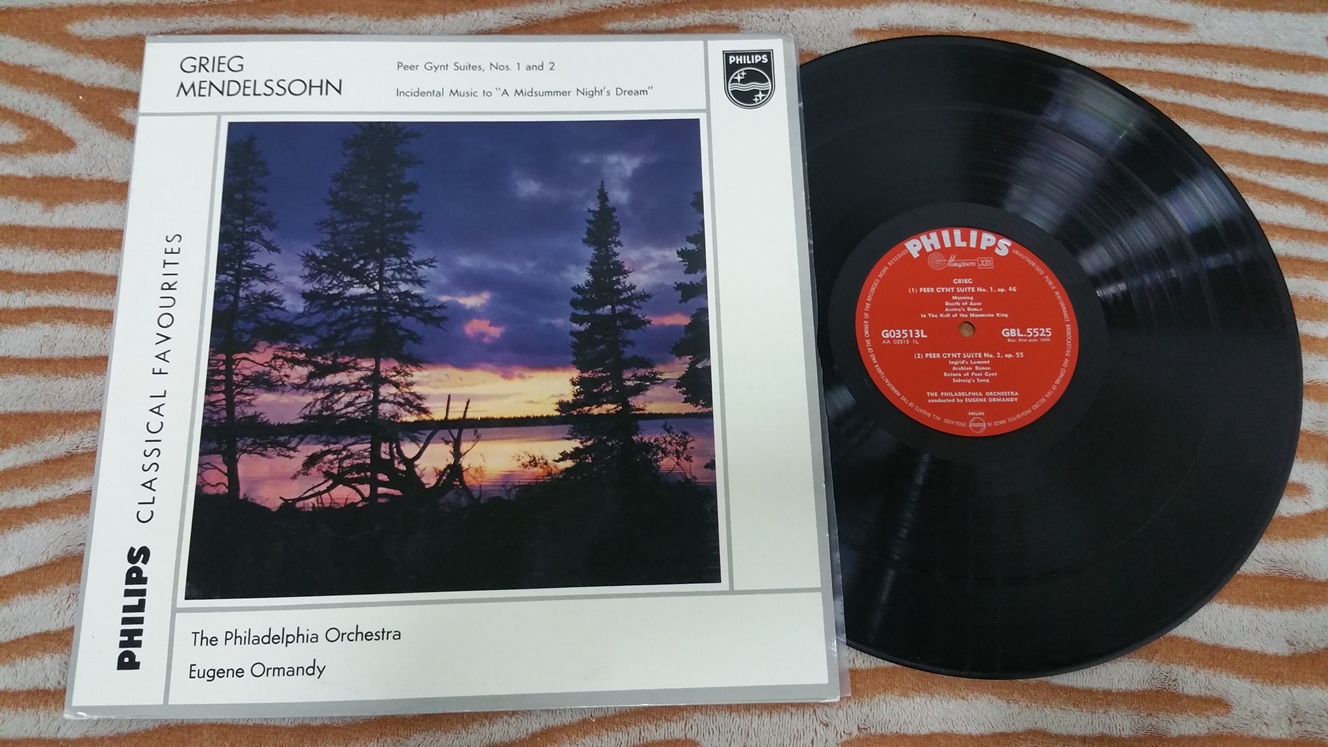 GRIEG
MENDELSSOHN
Peer Gynt Suites, Nos. 1 and 2
Incidental Music to "A Midsummer Night's Dream"
PHILIPS
PHILIPS CLASSICAL FAVOURITES
The Philadelphia Orchestra
Eugene Ormandy
PHILIPS
GRIEG
(1) PEER GYNT SUITE No. 1, op. 46
Morning
Death of Aase
Anitra's Dance
In The Hall of the Mountain King
G03513L
GBL.5525
(2) PEER GYNT SUITE No. 2, op. 55
Ingrid's Lament
Arabian Dance
Return of Peer Gynt
Solveig's Song
THE PHILADELPHIA ORCHESTRA
conducted by EUGENE ORMANDY
PHILIPS